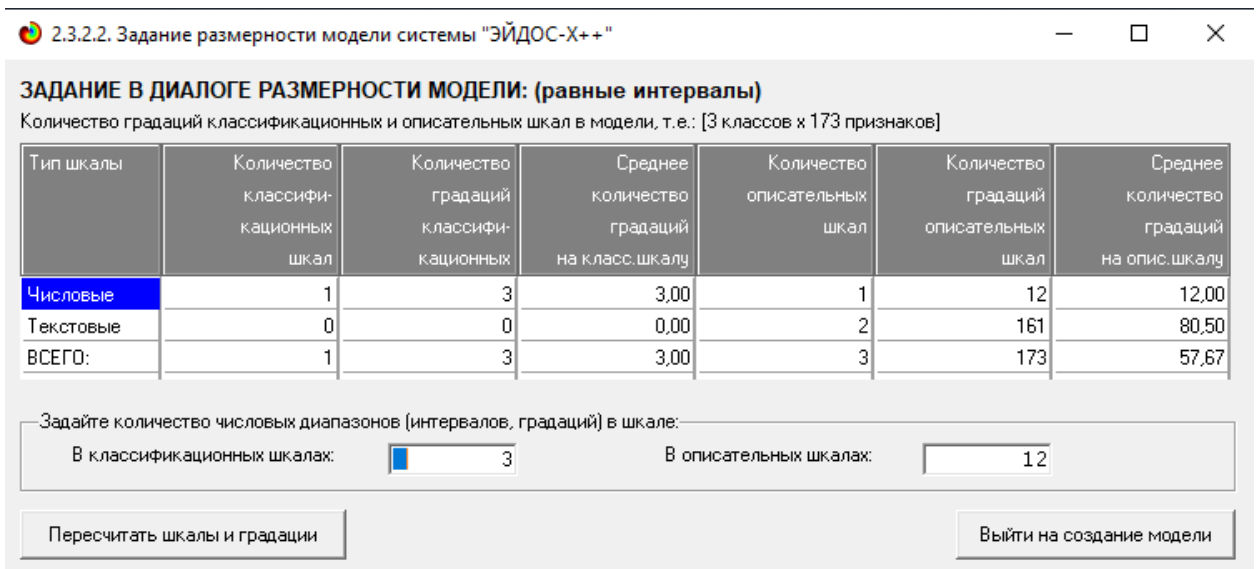 2.3.2.2. Задание размерности модели системы "ЭЙДОС-X++"
ЗАДАНИЕ В ДИАЛОГЕ РАЗМЕРНОСТИ МОДЕЛИ: (равные интервалы)
Количество градаций классификационных и описательных шкал в модели, т.е.: [3 классов x 173 признаков]
Тип шкалы Количество Количество Среднее Количество Количество Среднее
классифи- градаций количество описательных градаций количество
кационных классифи- градаций шкал описательных градаций
шкал кационных на класс.шкалу шкал на опис.шкалу
Числовые 1 3 3,00 1 12 12,00
Текстовые 0 0 0,00 2 161 80,50
ВСЕГО: 1 3 3,00 3 173 57,67
Задайте количество числовых диапазонов (интервалов, градаций) в шкале:
В классификационных шкалах: 3 В описательных шкалах: 12
Пересчитать шкалы и градации Выйти на создание модели